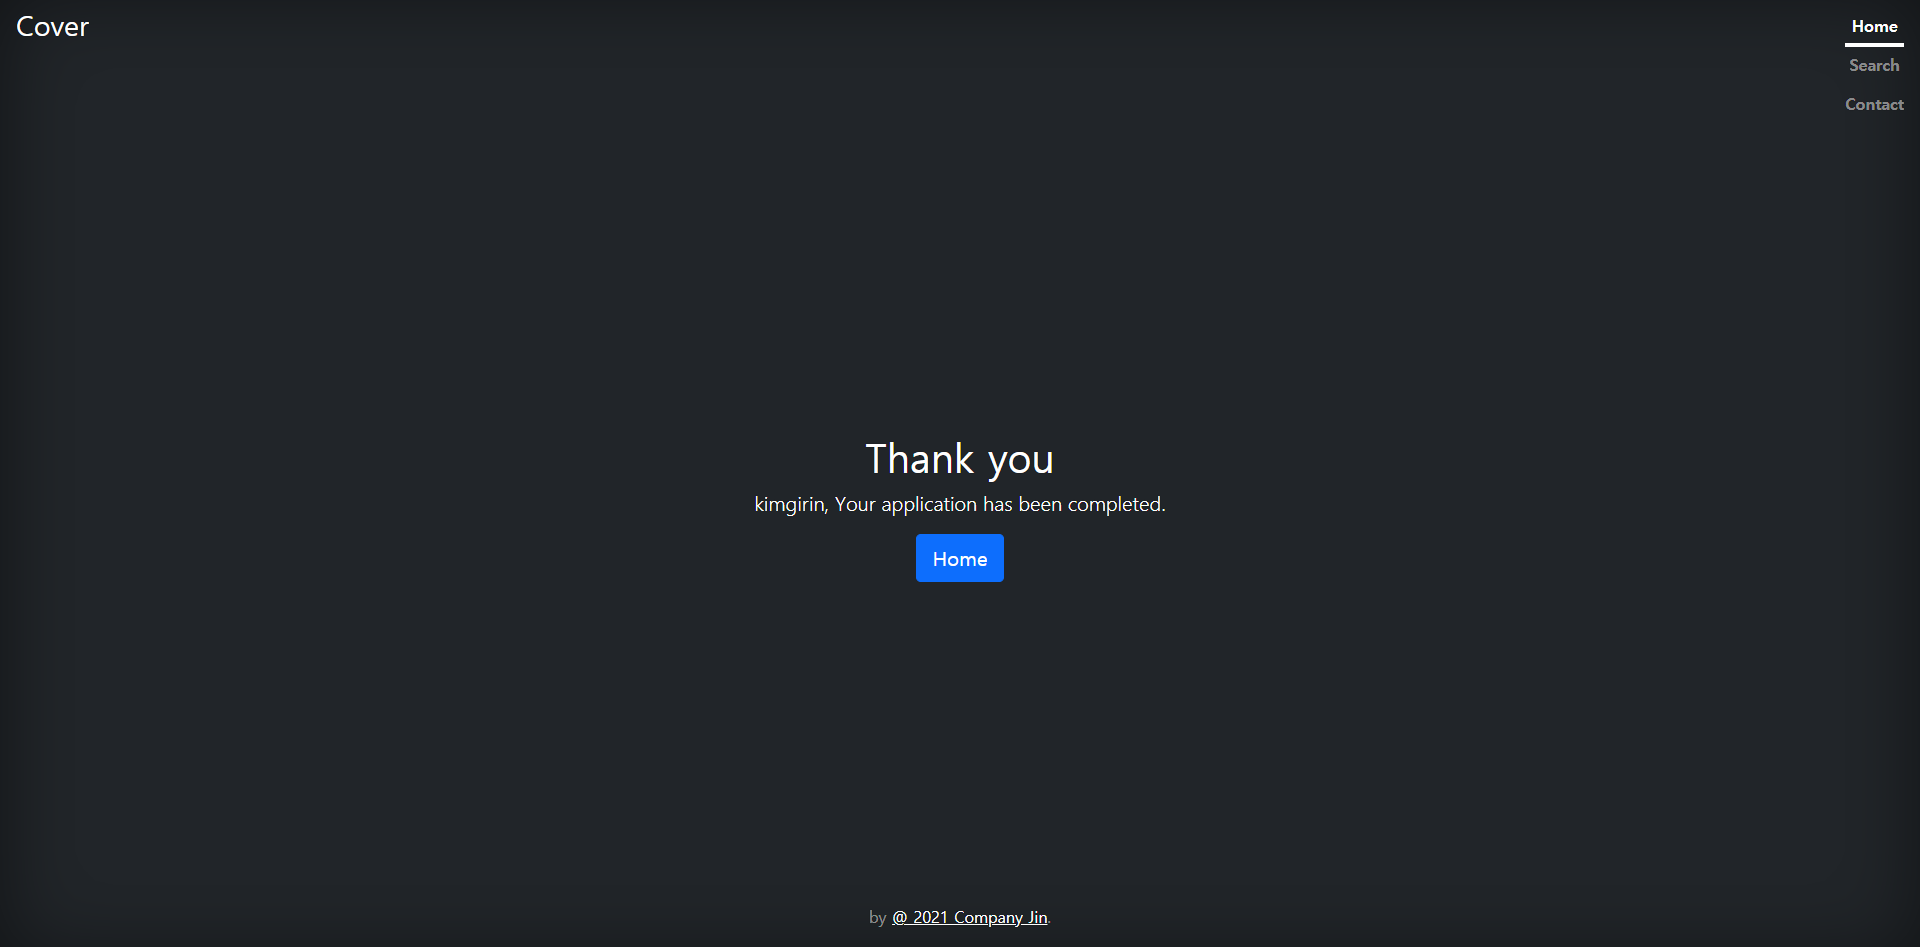 Cover
Home
Search
Contact
Thank you
kimgirin, Your application has been completed.
Home
by @ 2021 Company Jin.